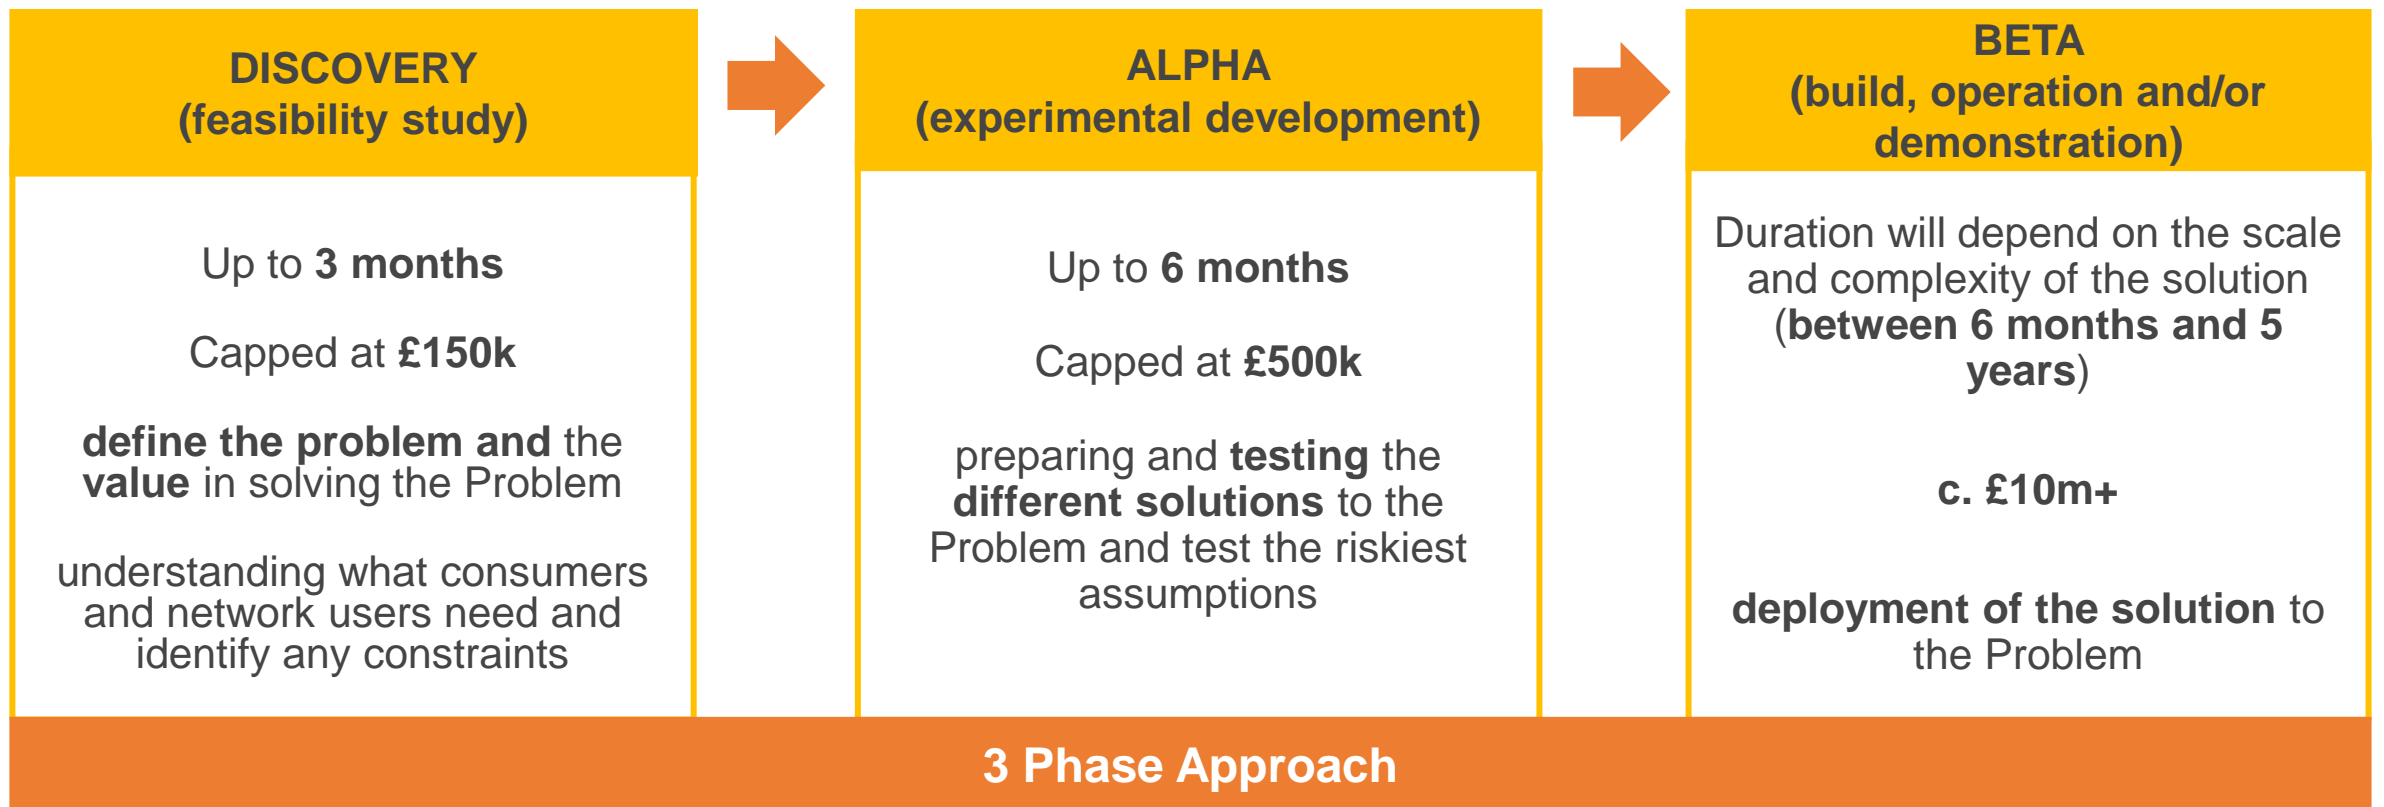 DISCOVERY
(feasibility study)
Up to 3 months
Capped at £150k
define the problem and the
value in solving the Problem
understanding what consumers
and network users need and
identify any constraints
ALPHA
(experimental development)
Up to 6 months
Capped at £500k
preparing and testing the
different solutions to the
Problem and test the riskiest
assumptions
BETA
(build, operation and/or
demonstration)
Duration will depend on the scale
and complexity of the solution
(between 6 months and 5
years)
c. £10m+
deployment of the solution to
the Problem
3 Phase Approach